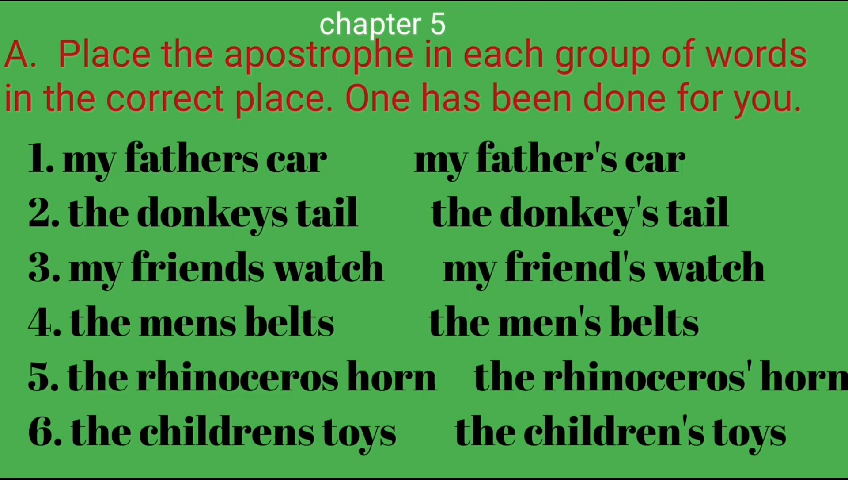 chapter 5
A. Place the apostrophe in each group of words
in the correct place. One has been done for you.
1. my fathers car my father's car
2. the donkeys tail the donkey's tail
3. my friends watch my friend's watch
4. the mens belts the men's belts
5. the rhinoceros horn the rhinoceros' horn
6. the childrens toys the children's toys